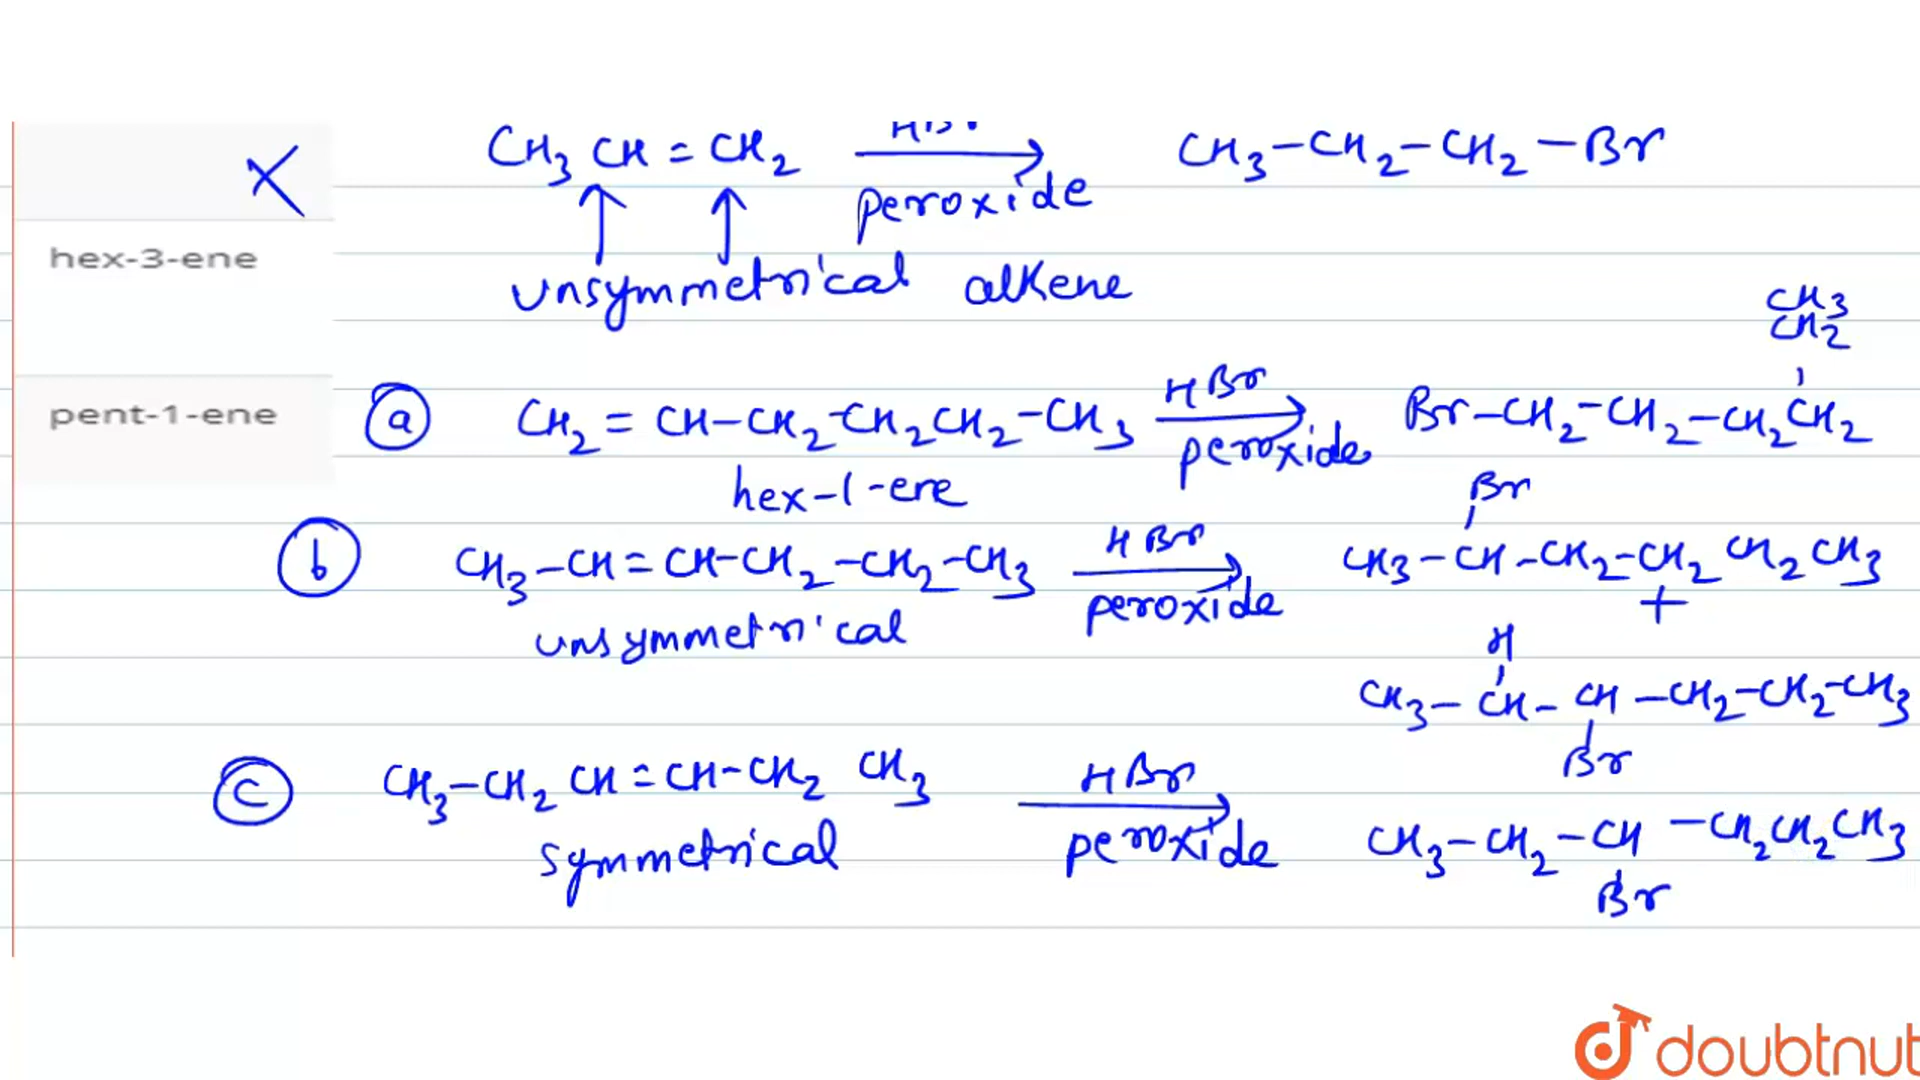 CH3 CH = CH2 HBr peroxide CH3-CH2-CH2-Br
unsymmetrical alkene
hex-3-ene
pent-1-ene
(a) CH2 = CH-CH2-CH2CH2-CH3 HBr peroxide Br-CH2-CH2-CH2CH2
CH2
CH3
hex-1-ene
(b) CH3-CH=CH-CH2-CH2-CH3 HBr peroxide CH3-CH-CH2-CH2 CH2 CH3
Br
unsymmetrical
+
H
CH3-CH-CH-CH2-CH2-CH3
Br
(c) CH3-CH2 CH=CH-CH2 CH3 HBr peroxide CH3-CH2-CH-CH2CH2CH3
Br
symmetrical
doubtnut